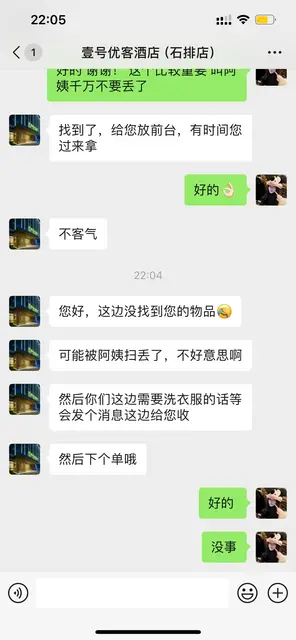 22:05
1
壹号优客酒店（石排店）
好的 谢谢！ 这个比较重要 叫阿
姨千万不要丢了
找到了，给您放前台，有时间您
过来拿
好的👌🏻
不客气
22:04
您好，这边没找到您的物品😂
可能被阿姨扫丢了，不好意思啊
然后你们这边需要洗衣服的话等
会发个消息这边给您收
然后下个单哦
好的
没事